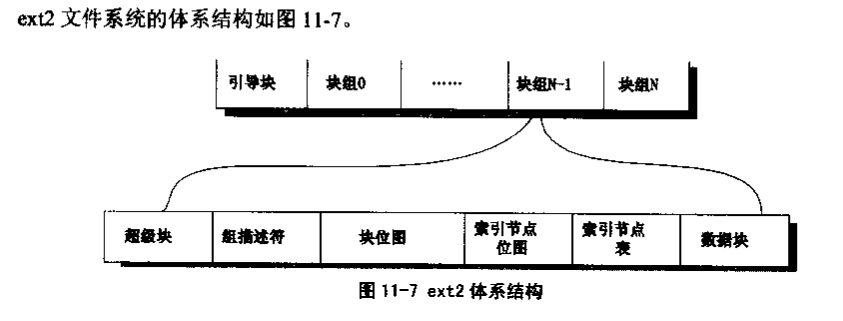 ext2 文件系统的体系结构如图 11-7。
引导块 块组0 …… 块组N-1 块组N
超级块 组描述符 块位图 索引节点位图 索引节点表 数据块
图 11-7 ext2 体系结构